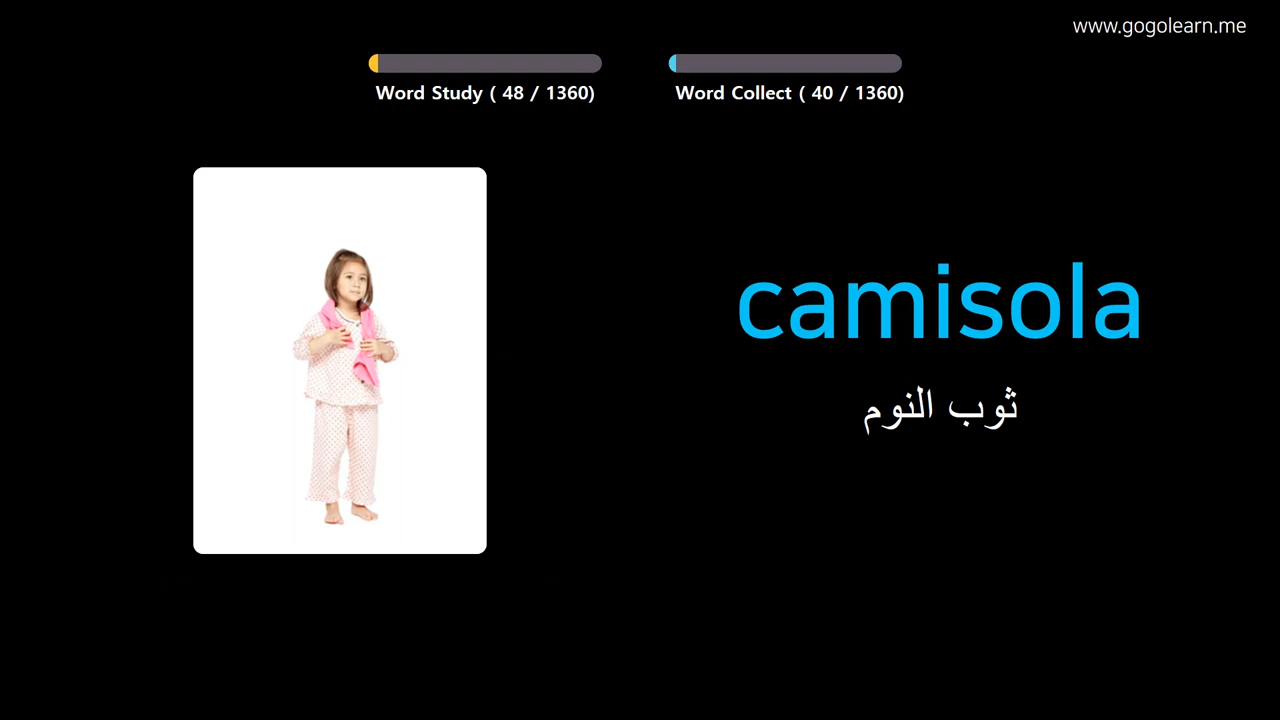 www.gogolearn.me
Word Study ( 48 / 1360)
Word Collect ( 40 / 1360)
camisola
ثوب النوم